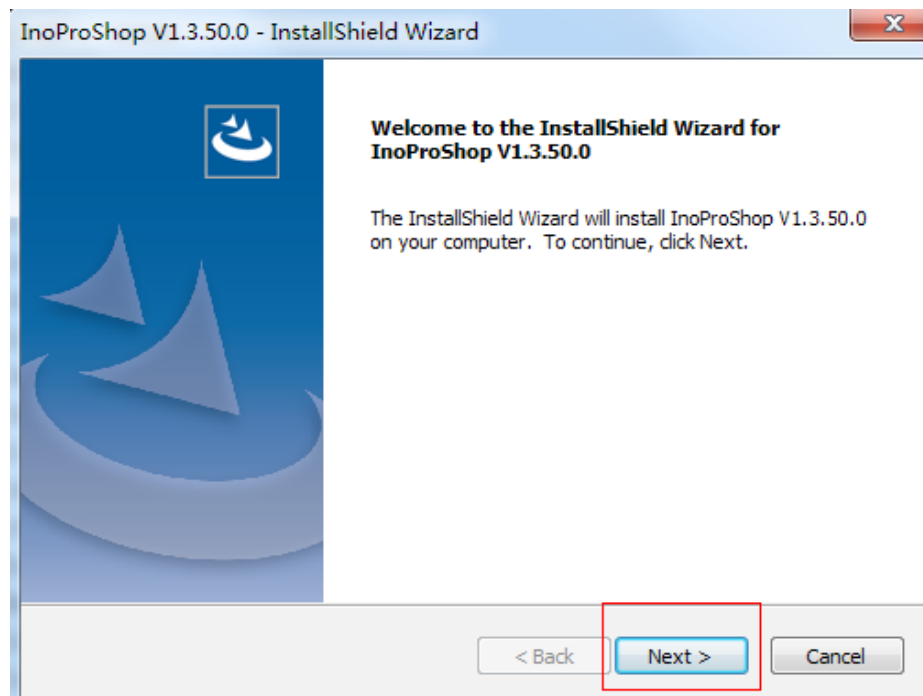 InoProShop V1.3.50.0 - InstallShield Wizard
Welcome to the InstallShield Wizard for
InoProShop V1.3.50.0
The InstallShield Wizard will install InoProShop V1.3.50.0
on your computer.  To continue, click Next.
< Back
Next >
Cancel